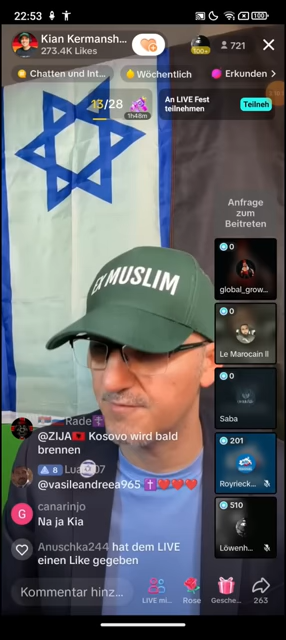 22:53
100
Kian Kermansh...
273.4K Likes
100+
721
Chatten und Int...
Wöchentlich
Erkunden
13/28
1h48m
An LIVE Fest
teilnehmen
Teilneh
Anfrage
zum
Beitreten
0
global_grow...
EX MUSLIM
0
Le Marocain ll
0
Saba
201
Royrieck...
510
Löwenh...
Rade
@ZIJA Kosovo wird bald
brennen
8
@vasileandreea965-
G
canarinjo
Na ja Kia
Anuschka244 hat dem LIVE
einen Like gegeben
Kommentar hinz...
LIVE mi...
Rose
Gesche...
263